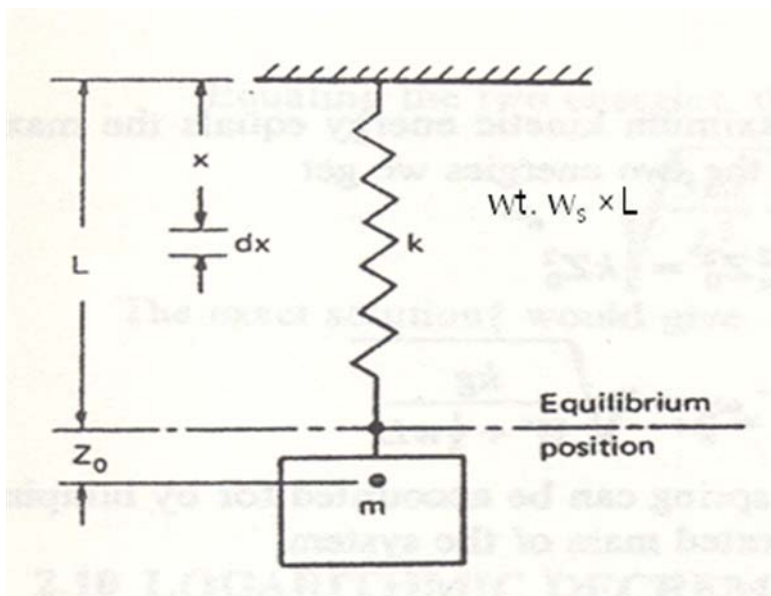 x
wt. wₛ ×L
dx
k
L
Equilibrium
position
Z₀
m